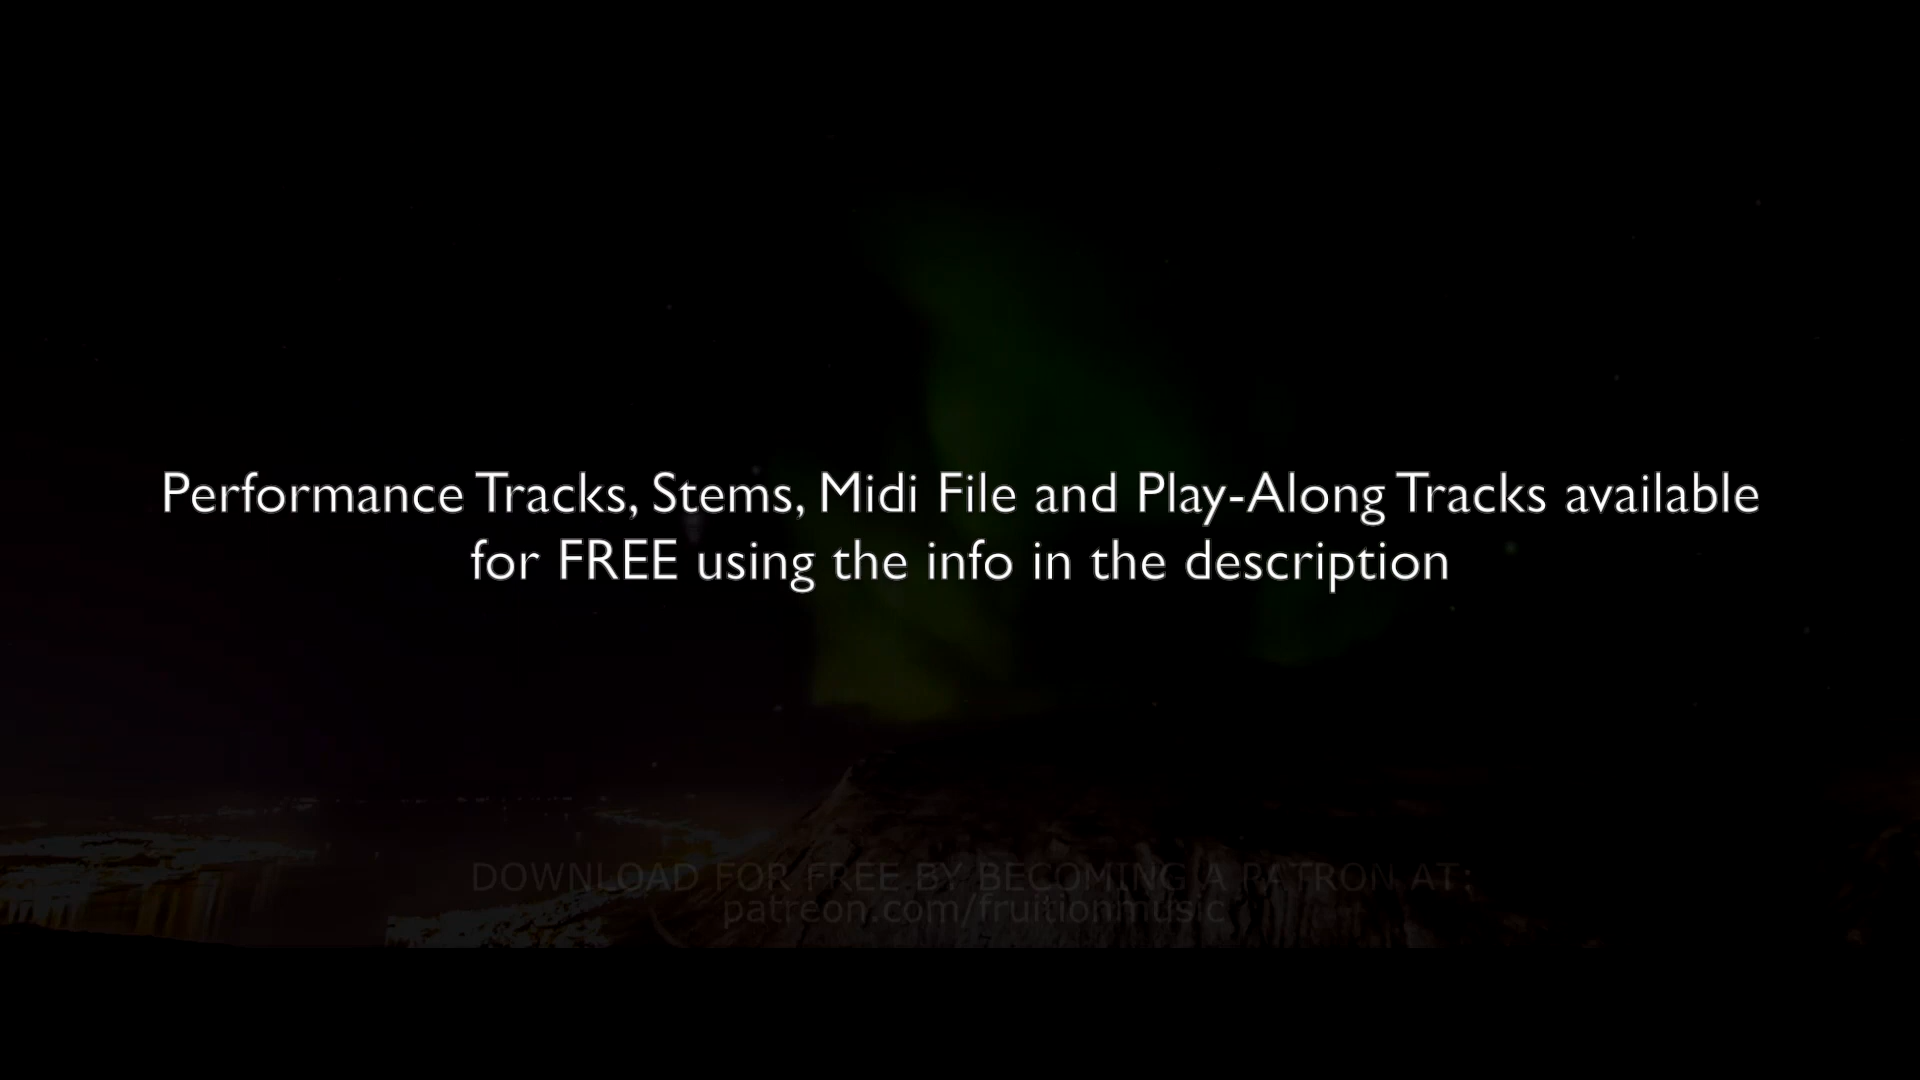 Performance Tracks, Stems, Midi File and Play-Along Tracks available
for FREE using the info in the description
DOWNLOAD FOR FREE BY BECOMING A PATRON AT:
patreon.com/fruitionmusic